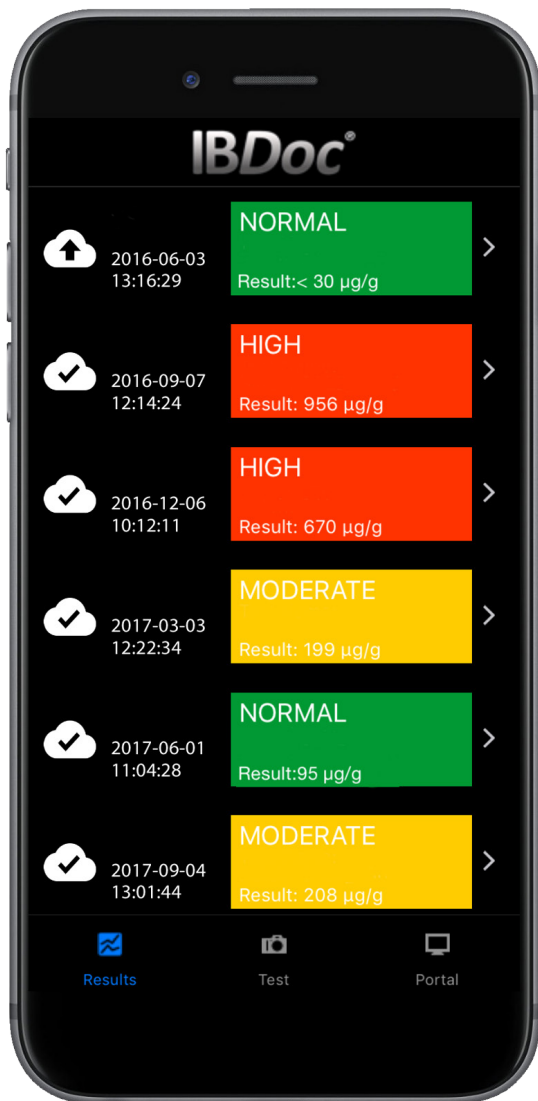 IBDoc®
NORMAL
2016-06-03
13:16:29
Result:< 30 µg/g
HIGH
2016-09-07
12:14:24
Result: 956 µg/g
HIGH
2016-12-06
10:12:11
Result: 670 µg/g
MODERATE
2017-03-03
12:22:34
Result: 199 µg/g
NORMAL
2017-06-01
11:04:28
Result:95 µg/g
MODERATE
2017-09-04
13:01:44
Result: 208 µg/g
Results Test Portal